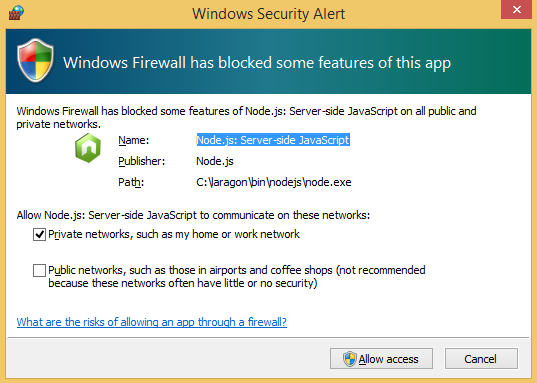 Windows Security Alert
Windows Firewall has blocked some features of this app
Windows Firewall has blocked some features of Node.js: Server-side JavaScript on all public and
private networks.
Name: Node.js: Server-side JavaScript
Publisher: Node.js
Path: C:\laragon\bin\nodejs\node.exe
Allow Node.js: Server-side JavaScript to communicate on these networks:
Private networks, such as my home or work network
Public networks, such as those in airports and coffee shops (not recommended
because these networks often have little or no security)
What are the risks of allowing an app through a firewall?
Allow access Cancel